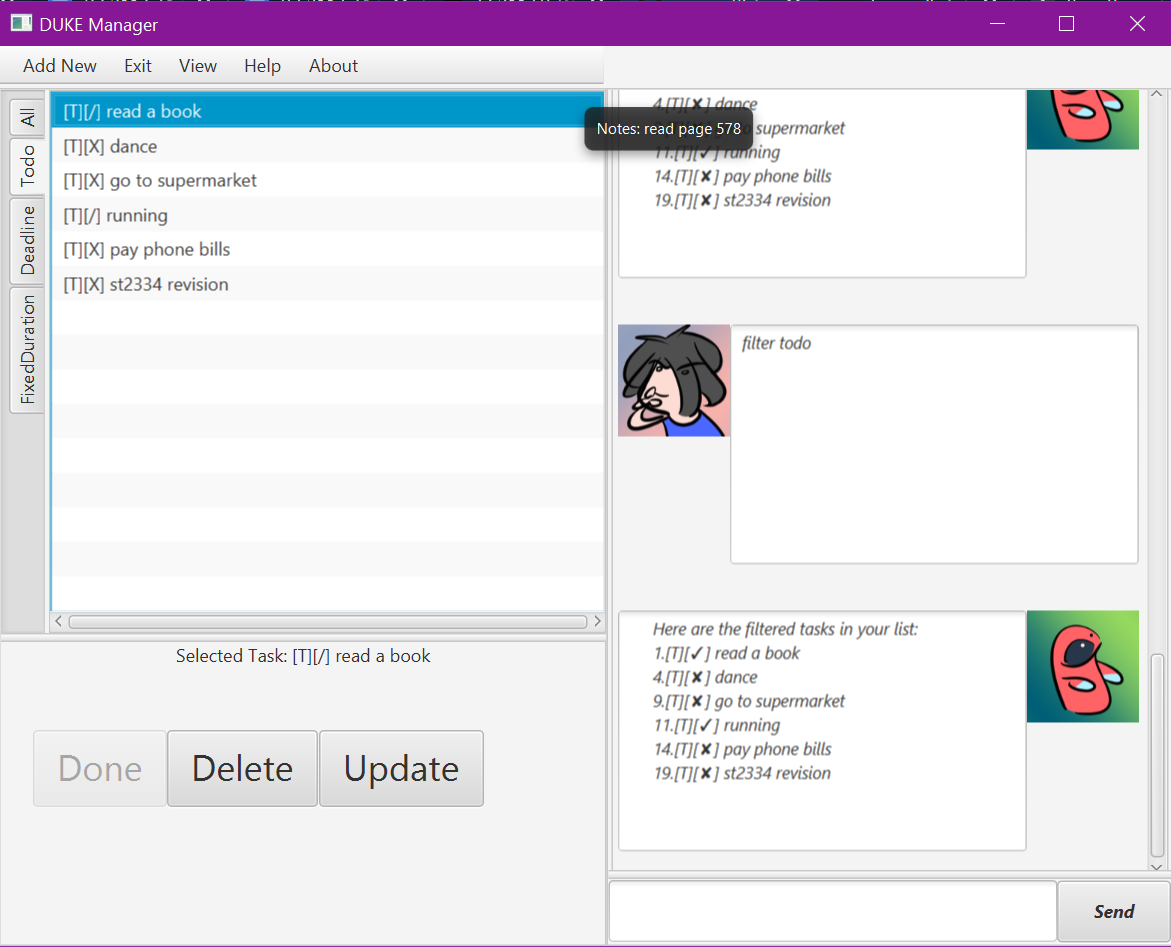 DUKE Manager
Add New Exit View Help About
All
Todo
Deadline
FixedDuration
[T][/] read a book
[T][X] dance
[T][X] go to supermarket
[T][/] running
[T][X] pay phone bills
[T][X] st2334 revision
Notes: read page 578
Selected Task: [T][/] read a book
Done Delete Update
4.[T][✘] dance
supermarket
11.[T][✓] running
14.[T][✘] pay phone bills
19.[T][✘] st2334 revision
filter todo
Here are the filtered tasks in your list:
1.[T][✓] read a book
4.[T][✘] dance
9.[T][✘] go to supermarket
11.[T][✓] running
14.[T][✘] pay phone bills
19.[T][✘] st2334 revision
Send